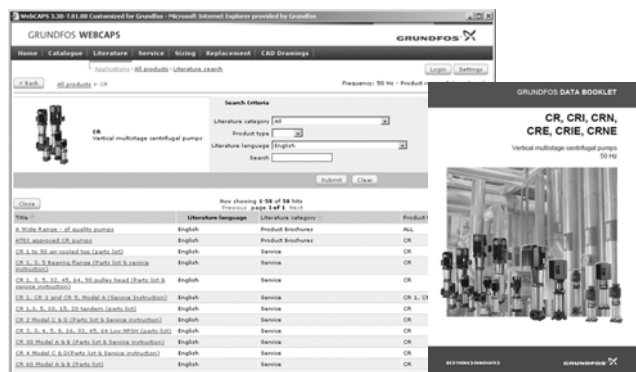 WebCAPS 3.30-7.01.00 Customized for Grundfos - Microsoft Internet Explorer provided by Grundfos
GRUNDFOS WEBCAPS
GRUNDFOS
Home Catalogue Literature Service Sizing Replacement CAD Drawings
Applications All products Literature search
Login Settings
< Back All products > CR
Frequency: 50 Hz - Product
Search Criteria
CR
Vertical multistage centrifugal pumps
Literature category All
Product type
Literature language English
Search
Submit Clear
Close
Now showing 1-58 of 58 hits
Previous page 1 of 1 Next
Title Literature language Literature category Product
A Wide Range - of quality pumps English Product Brochures ALL
ATEX approved CR pumps English Product Brochures CR
CR 1 to 90 air-cooled top (parts list) English Service CR
CR 1, 3, 5 Bearing flange (Parts list & service instruction) English Service CR
CR 1, 3, 5, 32, 45, 64, 90 pulley head (Parts list & service instruction) English Service CR
CR 1, CR 3 and CR 5, Model A (Service Instruction) English Service CR 1, CR
CR 1,3, 5, 10, 15, 20 tandem (parts list) English Service CR
CR 2 Model C & D (Parts list & Service instruction) English Service CR
CR 2, 3, 4, 5, 8, 16, 32, 45, 64 Low NPSH (parts list) English Service CR
CR 30 Model A & B (Parts list & Service instruction) English Service CR
CR 4 Model C & D(Parts list & Service instruction) English Service CR
CR 60 Model A & B (Parts list) English Service CR
GRUNDFOS DATA BOOKLET
CR, CRI, CRN,
CRE, CRIE, CRNE
Vertical multistage centrifugal pumps
50 Hz
BE > THINK > INNOVATE >
GRUNDFOS